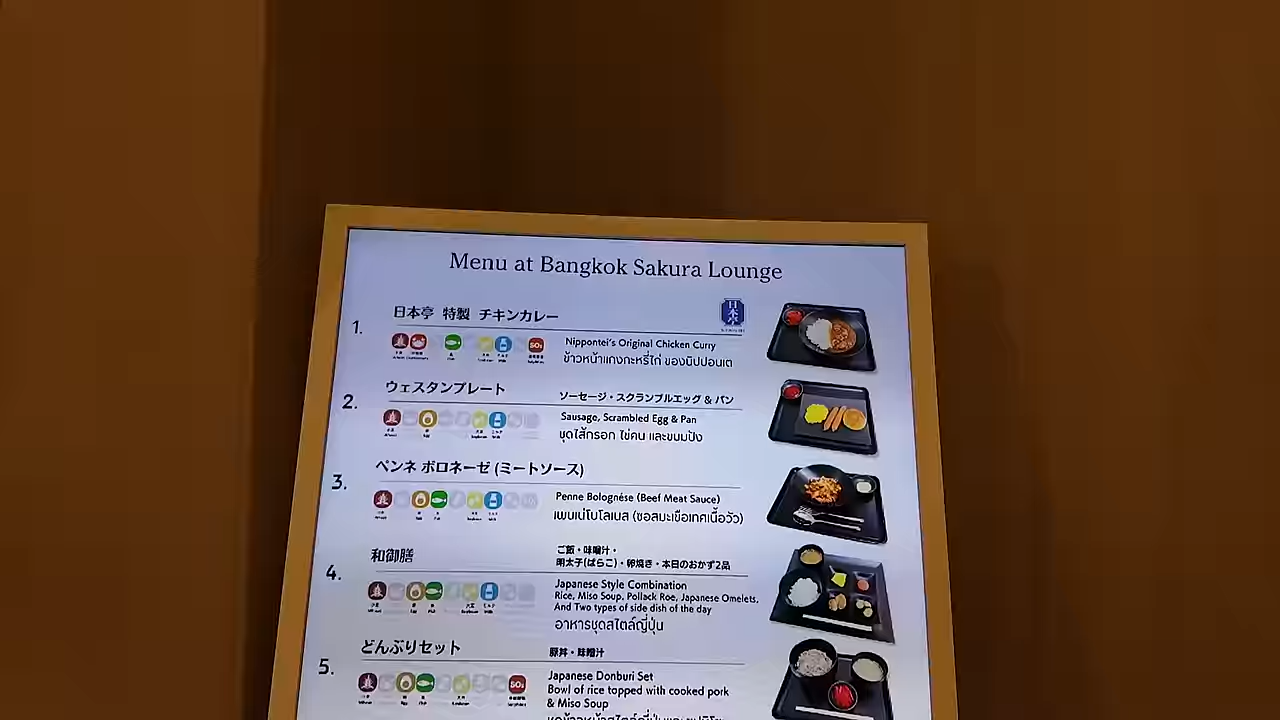 Menu at Bangkok Sakura Lounge
1.
日本亭 特製 チキンカレー
日本亭
Nippontei's Original Chicken Curry
ข้าวหน้าแกงกะหรี่ไก่ ของนิปปอนเต
2.
ウェスタンプレート
ソーセージ・スクランブルエッグ & パン
Sausage, Scrambled Egg & Pan
ชุดไส้กรอก ไข่คน และขนมปัง
3.
ペンネ ボロネーゼ (ミートソース)
Penne Bolognése (Beef Meat Sauce)
เพนเน่โบโลเนส (ซอสมะเขือเทศเนื้อวัว)
4.
和御膳
ご飯・味噌汁・
明太子(ばらこ)・卵焼き・本日のおかず2品
Japanese Style Combination
Rice, Miso Soup, Pollack Roe, Japanese Omelets,
And Two types of side dish of the day
อาหารชุดสไตล์ญี่ปุ่น
5.
どんぶりセット
豚丼・味噌汁
Japanese Donburi Set
Bowl of rice topped with cooked pork
& Miso Soup